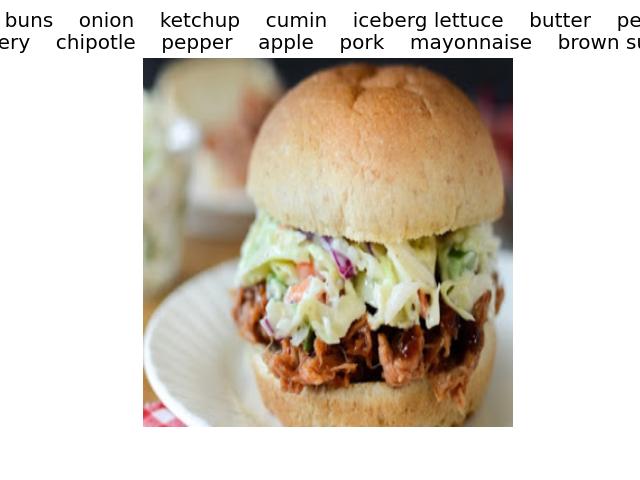 buns onion ketchup cumin iceberg lettuce butter
chipotle pepper apple pork mayonnaise brown